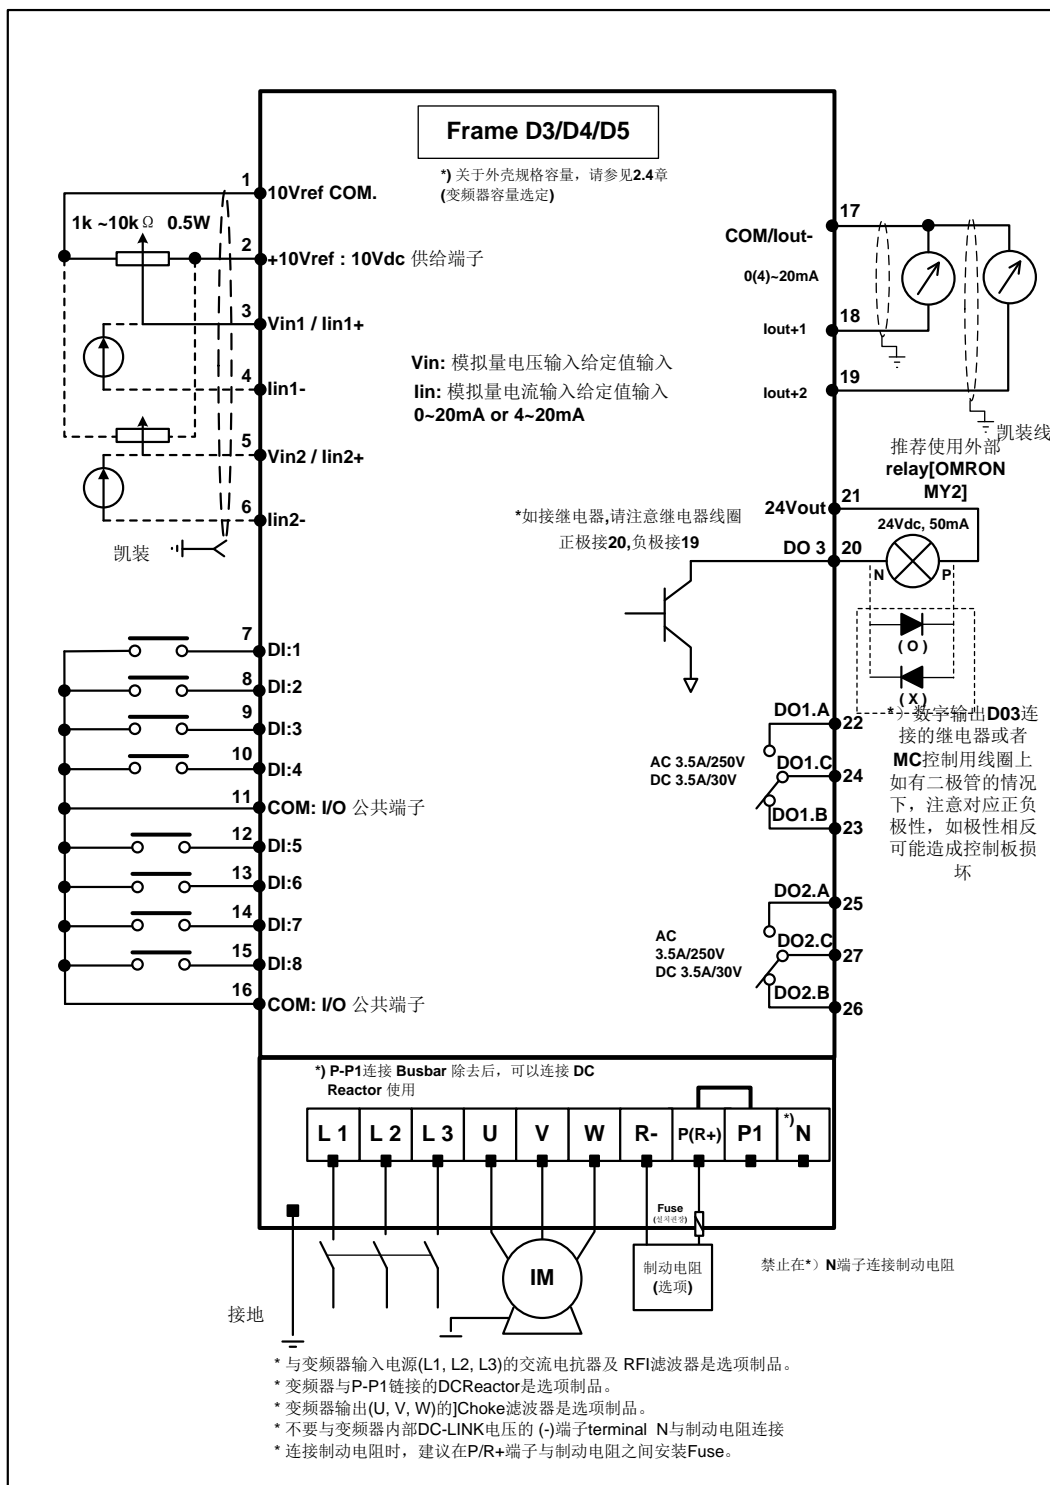 Frame D3/D4/D5
*) 关于外壳规格容量，请参见2.4章
(变频器容量选定)
1
10Vref COM.
1k ~10k Ω 0.5W
2
+10Vref : 10Vdc 供给端子
3
Vin1 / Iin1+
4
Iin1-
5
Vin2 / Iin2+
6
Iin2-
凯装
Vin: 模拟量电压输入给定值输入
Iin: 模拟量电流输入给定值输入
0~20mA or 4~20mA
17
COM/Iout-
0(4)~20mA
18
Iout+1
19
Iout+2
凯装线
推荐使用外部
relay[OMRON
MY2]
21
24Vout
24Vdc, 50mA
*如接继电器,请注意继电器线圈
正极接20,负极接19
DO 3
20
N
P
( O )
( X )
*）数字输出D03连
接的继电器或者
MC控制用线圈上
如有二极管的情况
下，注意对应正负
极性，如极性相反
可能造成控制板损
坏
7
DI:1
8
DI:2
9
DI:3
10
DI:4
11
COM: I/O 公共端子
12
DI:5
13
DI:6
14
DI:7
15
DI:8
16
COM: I/O 公共端子
DO1.A
22
AC 3.5A/250V
DC 3.5A/30V
DO1.C
24
DO1.B
23
DO2.A
25
AC
3.5A/250V
DC 3.5A/30V
DO2.C
27
DO2.B
26
*) P-P1连接 Busbar 除去后，可以连接 DC
Reactor 使用
L 1 L 2 L 3 U V W R- P(R+) P1 *) N
Fuse
(설치권장)
IM
制动电阻
(选项)
禁止在*）N端子连接制动电阻
接地
* 与变频器输入电源(L1, L2, L3)的交流电抗器及 RFI滤波器是选项制品。
* 变频器与P-P1链接的DCReactor是选项制品。
* 变频器输出(U, V, W)的]Choke滤波器是选项制品。
* 不要与变频器内部DC-LINK电压的 (-)端子terminal N与制动电阻连接
* 连接制动电阻时，建议在P/R+端子与制动电阻之间安装Fuse。